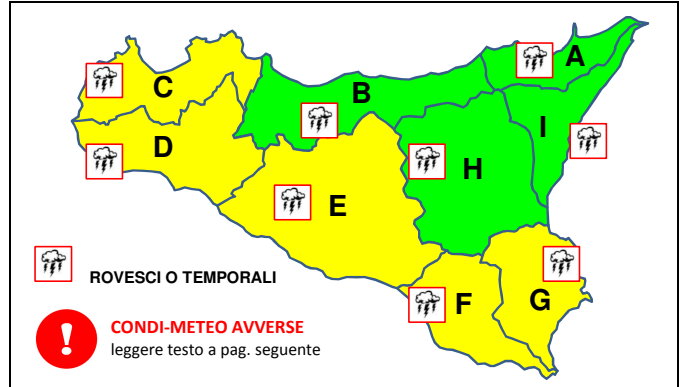 A
C
B
I
D
H
E
ROVESCI O TEMPORALI
F
G
CONDI-METEO AVVERSE
leggere testo a pag. seguente